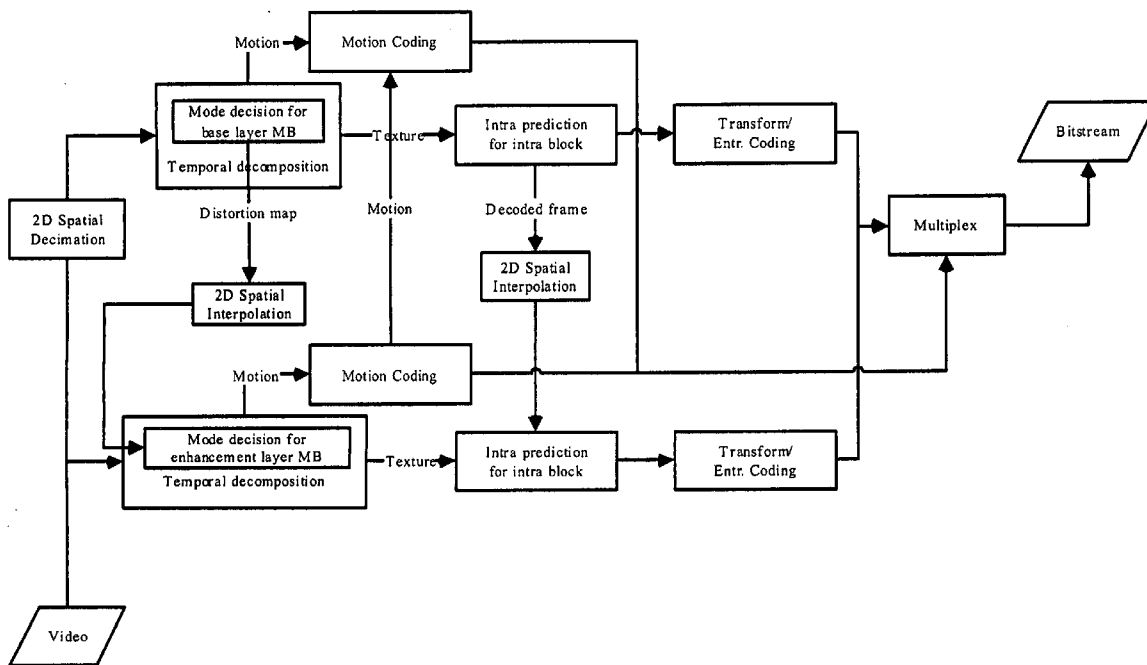 Motion
Motion Coding
Mode decision for
base layer MB
Temporal decomposition
Texture
Intra prediction
for intra block
Transform/
Entr. Coding
Bitstream
2D Spatial
Decimation
Distortion map
Motion
Decoded frame
Multiplex
2D Spatial
Interpolation
2D Spatial
Interpolation
Motion
Motion Coding
Mode decision for
enhancement layer MB
Temporal decomposition
Texture
Intra prediction
for intra block
Transform/
Entr. Coding
Video